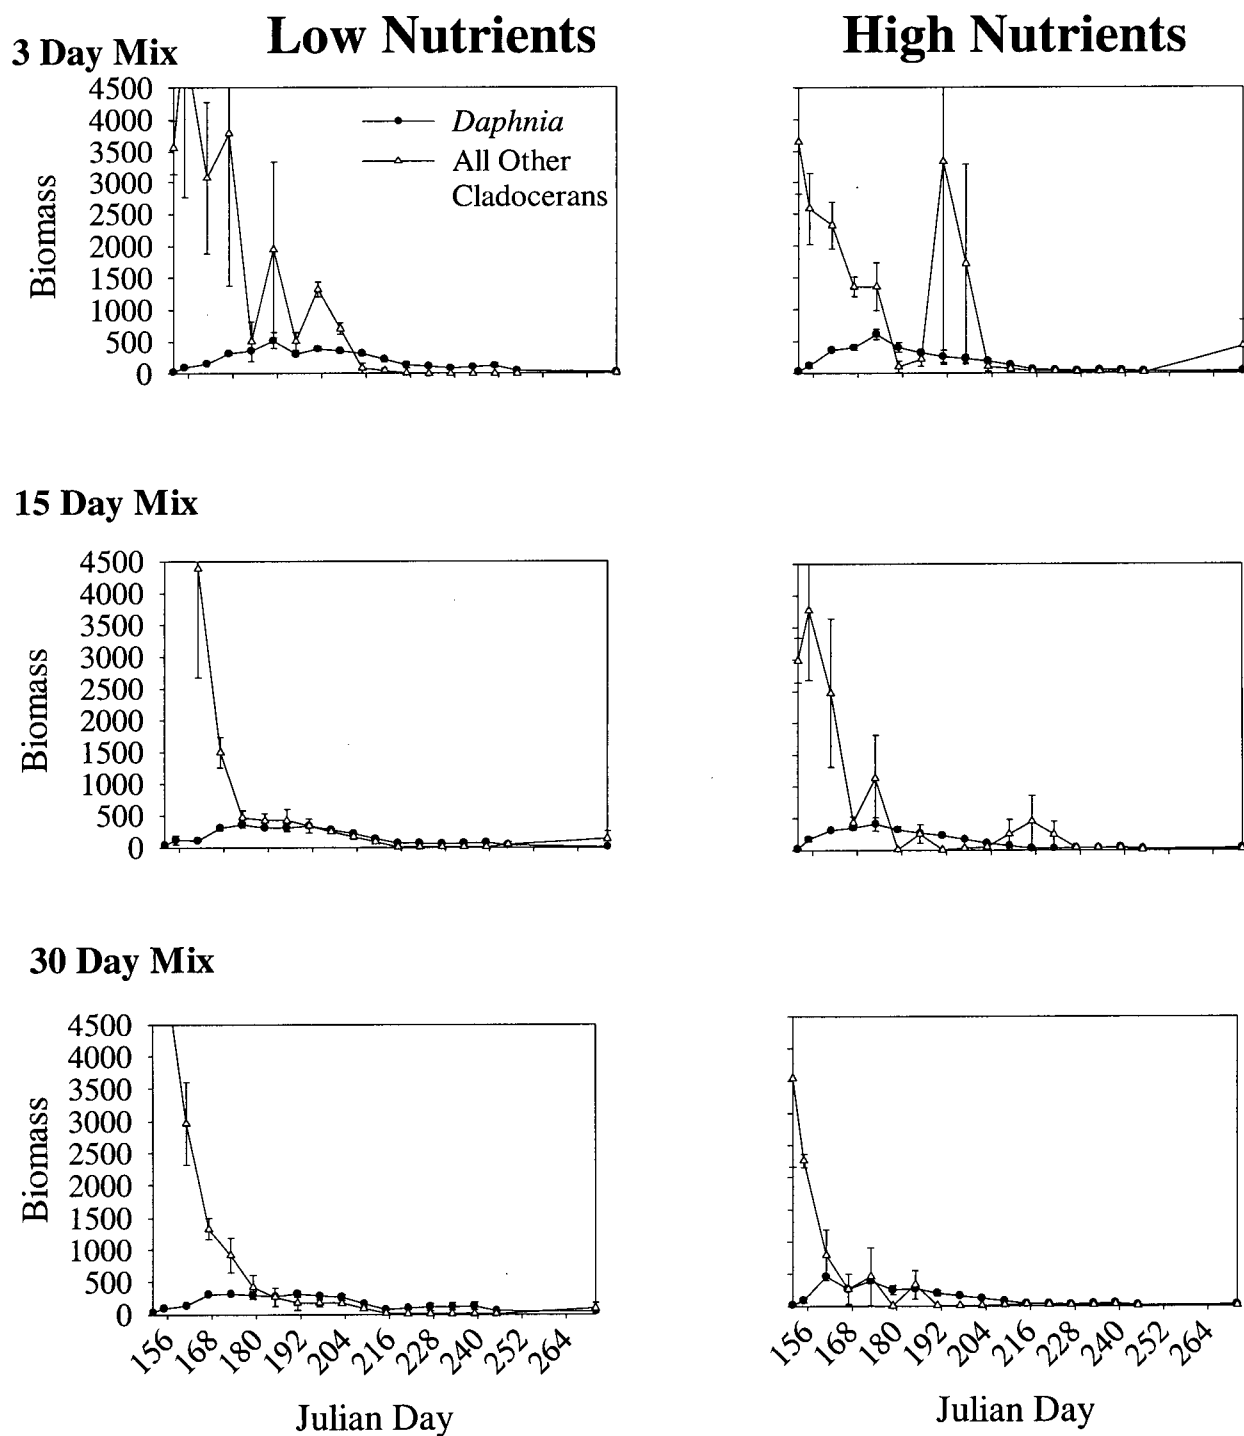 Low Nutrients
High Nutrients
3 Day Mix
4500
4000
3500
3000
2500
2000
1500
1000
500
0
Biomass
Daphnia
All Other
Cladocerans
15 Day Mix
4500
4000
3500
3000
2500
2000
1500
1000
500
0
Biomass
30 Day Mix
4500
4000
3500
3000
2500
2000
1500
1000
500
0
Biomass
156 168 180 192 204 216 228 240 252 264
Julian Day
156 168 180 192 204 216 228 240 252 264
Julian Day